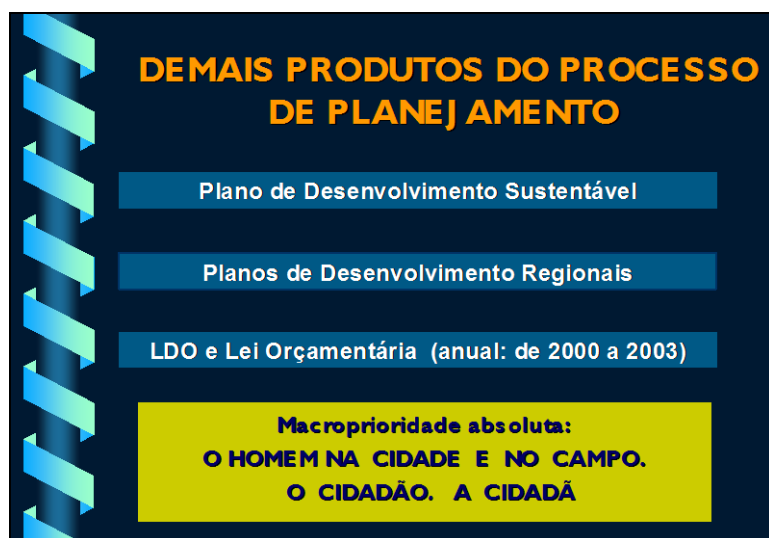 DEMAIS PRODUTOS DO PROCESSO
DE PLANEJAMENTO
Plano de Desenvolvimento Sustentável
Planos de Desenvolvimento Regionais
LDO e Lei Orçamentária (anual: de 2000 a 2003)
Macroprioridade absoluta:
O HOMEM NA CIDADE E NO CAMPO.
O CIDADÃO. A CIDADÃ